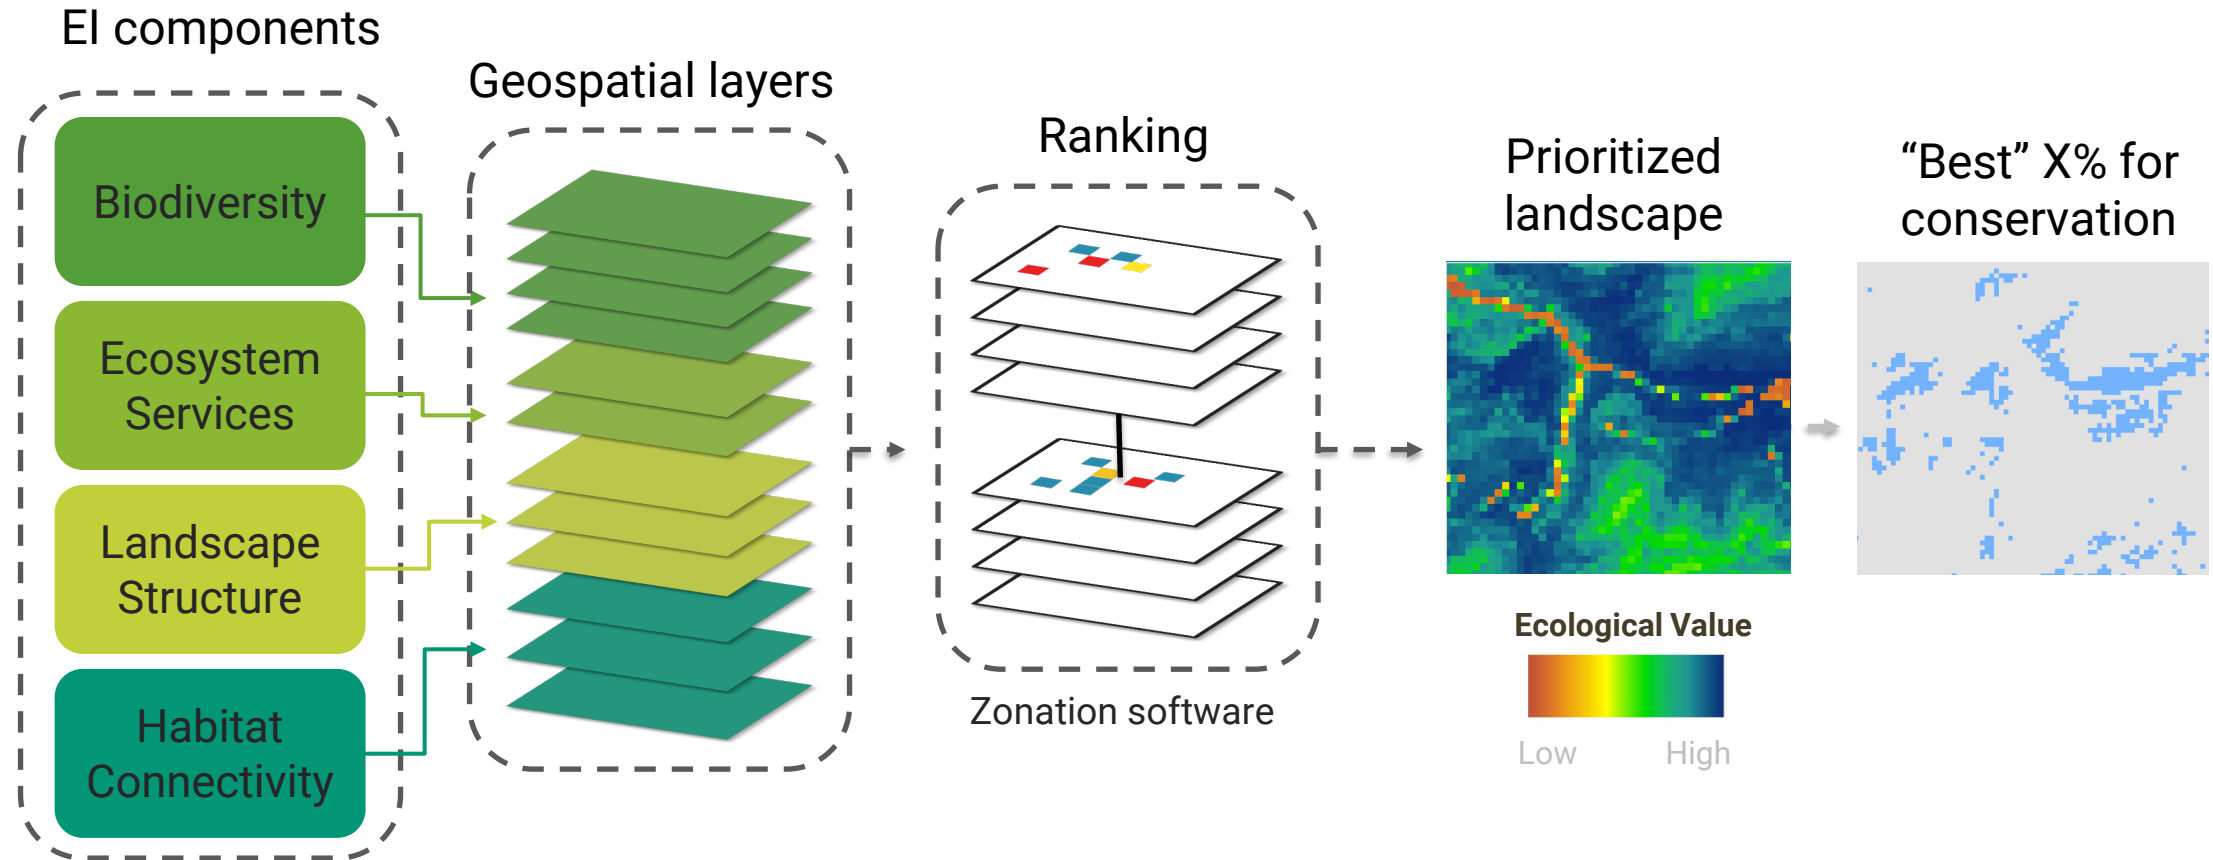 EI components
Biodiversity
Ecosystem
Services
Landscape
Structure
Habitat
Connectivity
Geospatial layers
Ranking
Zonation software
Prioritized
landscape
Ecological Value
Low High
“Best” X% for
conservation